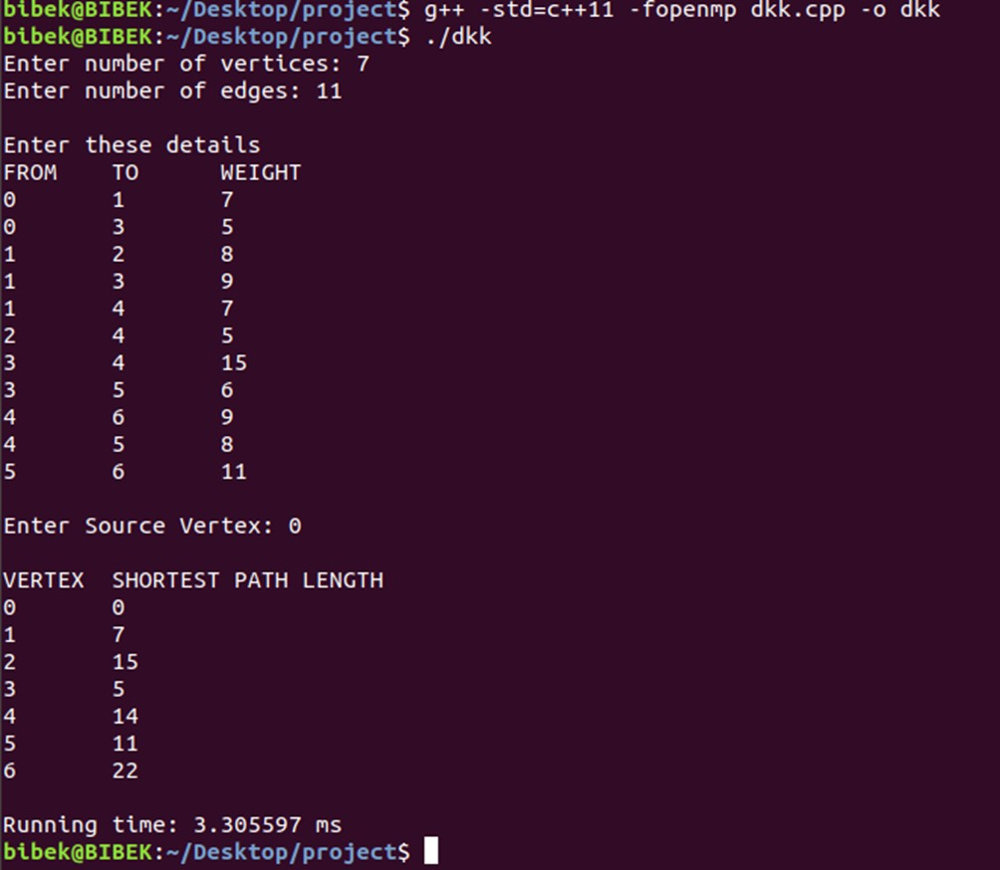 bibek@BIBEK:~/Desktop/project$ g++ -std=c++11 -fopenmp dkk.cpp -o dkk
bibek@BIBEK:~/Desktop/project$ ./dkk
Enter number of vertices: 7
Enter number of edges: 11
Enter these details
FROM TO WEIGHT
0 1 7
0 3 5
1 2 8
1 3 9
1 4 7
2 4 5
3 4 15
3 5 6
4 6 9
4 5 8
5 6 11
Enter Source Vertex: 0
VERTEX SHORTEST PATH LENGTH
0 0
1 7
2 15
3 5
4 14
5 11
6 22
Running time: 3.305597 ms
bibek@BIBEK:~/Desktop/project$